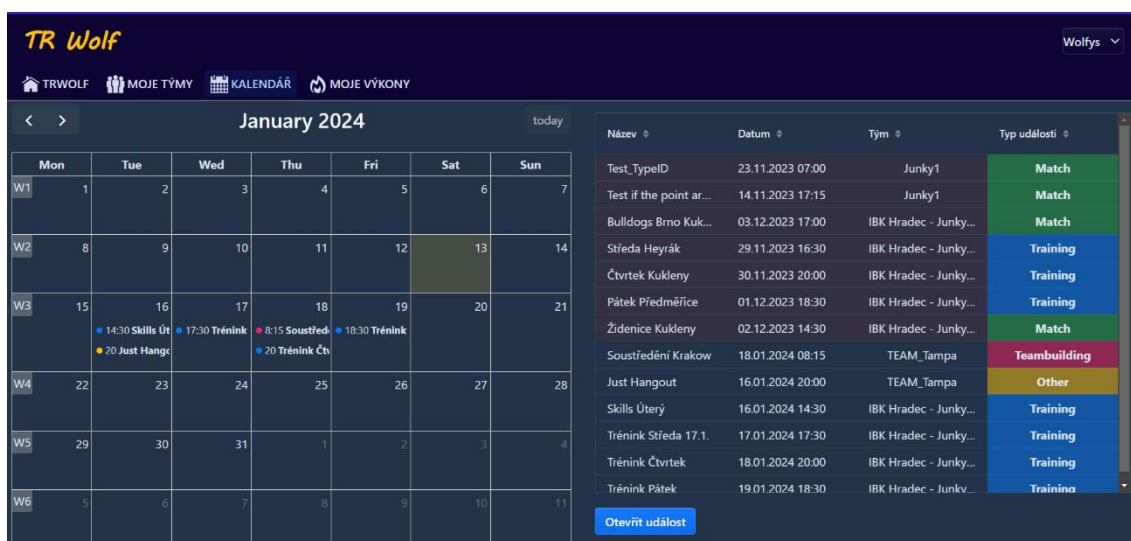 TR Wolf
Wolfys
TRWOLF MOJE TÝMY KALENDÁŘ MOJE VÝKONY
January 2024 today
Mon Tue Wed Thu Fri Sat Sun
W1 1 2 3 4 5 6 7
W2 8 9 10 11 12 13 14
W3 15 16 17 18 19 20 21
14:30 Skills Út 17:30 Trénink 8:15 Soustřed 18:30 Trénink
20 Just Hango 20 Trénink Čtv
W4 22 23 24 25 26 27 28
W5 29 30 31 1 2 3 4
W6 5 6 7 8 9 10 11
Název Datum Tým Typ události
Test_TypeID 23.11.2023 07:00 Junky1 Match
Test if the point ar... 14.11.2023 17:15 Junky1 Match
Bulldogs Brno Kuk... 03.12.2023 17:00 IBK Hradec - Junky... Match
Středa Heyrák 29.11.2023 16:30 IBK Hradec - Junky... Training
Čtvrtek Kukleny 30.11.2023 20:00 IBK Hradec - Junky... Training
Pátek Předměřice 01.12.2023 18:30 IBK Hradec - Junky... Training
Židenice Kukleny 02.12.2023 14:30 IBK Hradec - Junky... Match
Soustředění Krakow 18.01.2024 08:15 TEAM_Tampa Teambuilding
Just Hangout 16.01.2024 20:00 TEAM_Tampa Other
Skills Úterý 16.01.2024 14:30 IBK Hradec - Junky... Training
Trénink Středa 17.1. 17.01.2024 17:30 IBK Hradec - Junky... Training
Trénink Čtvrtek 18.01.2024 20:00 IBK Hradec - Junky... Training
Trénink Pátek 19.01.2024 18:30 IBK Hradec - Junky... Training
Otevřít událost